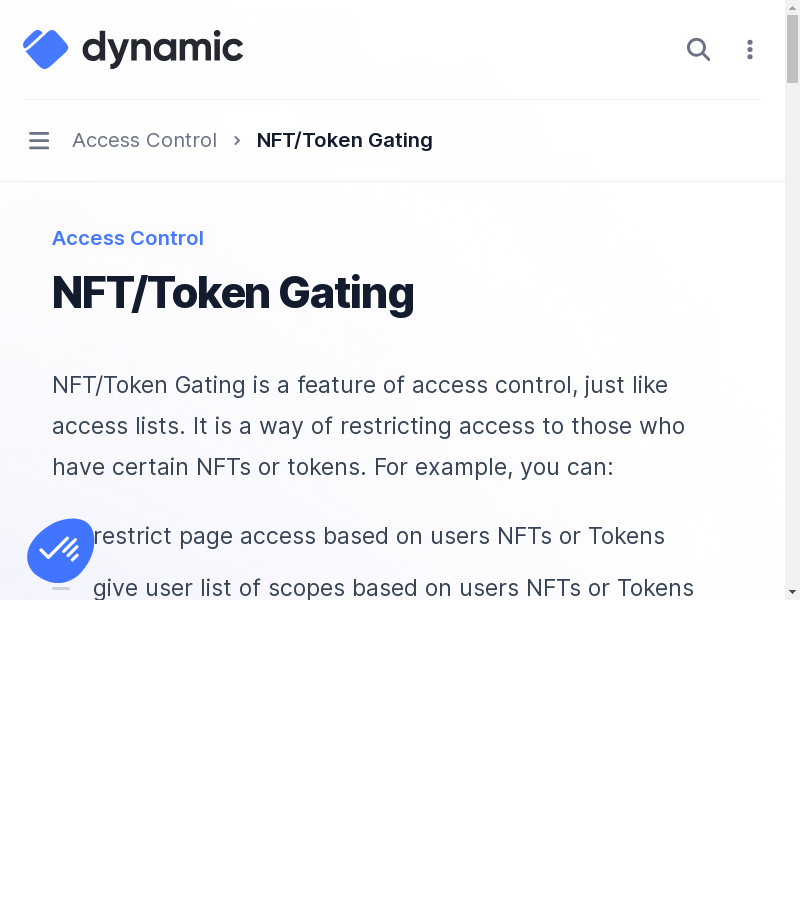 dynamic
Access Control > NFT/Token Gating
Access Control
NFT/Token Gating
NFT/Token Gating is a feature of access control, just like
access lists. It is a way of restricting access to those who
have certain NFTs or tokens. For example, you can:
restrict page access based on users NFTs or Tokens
give user list of scopes based on users NFTs or Tokens